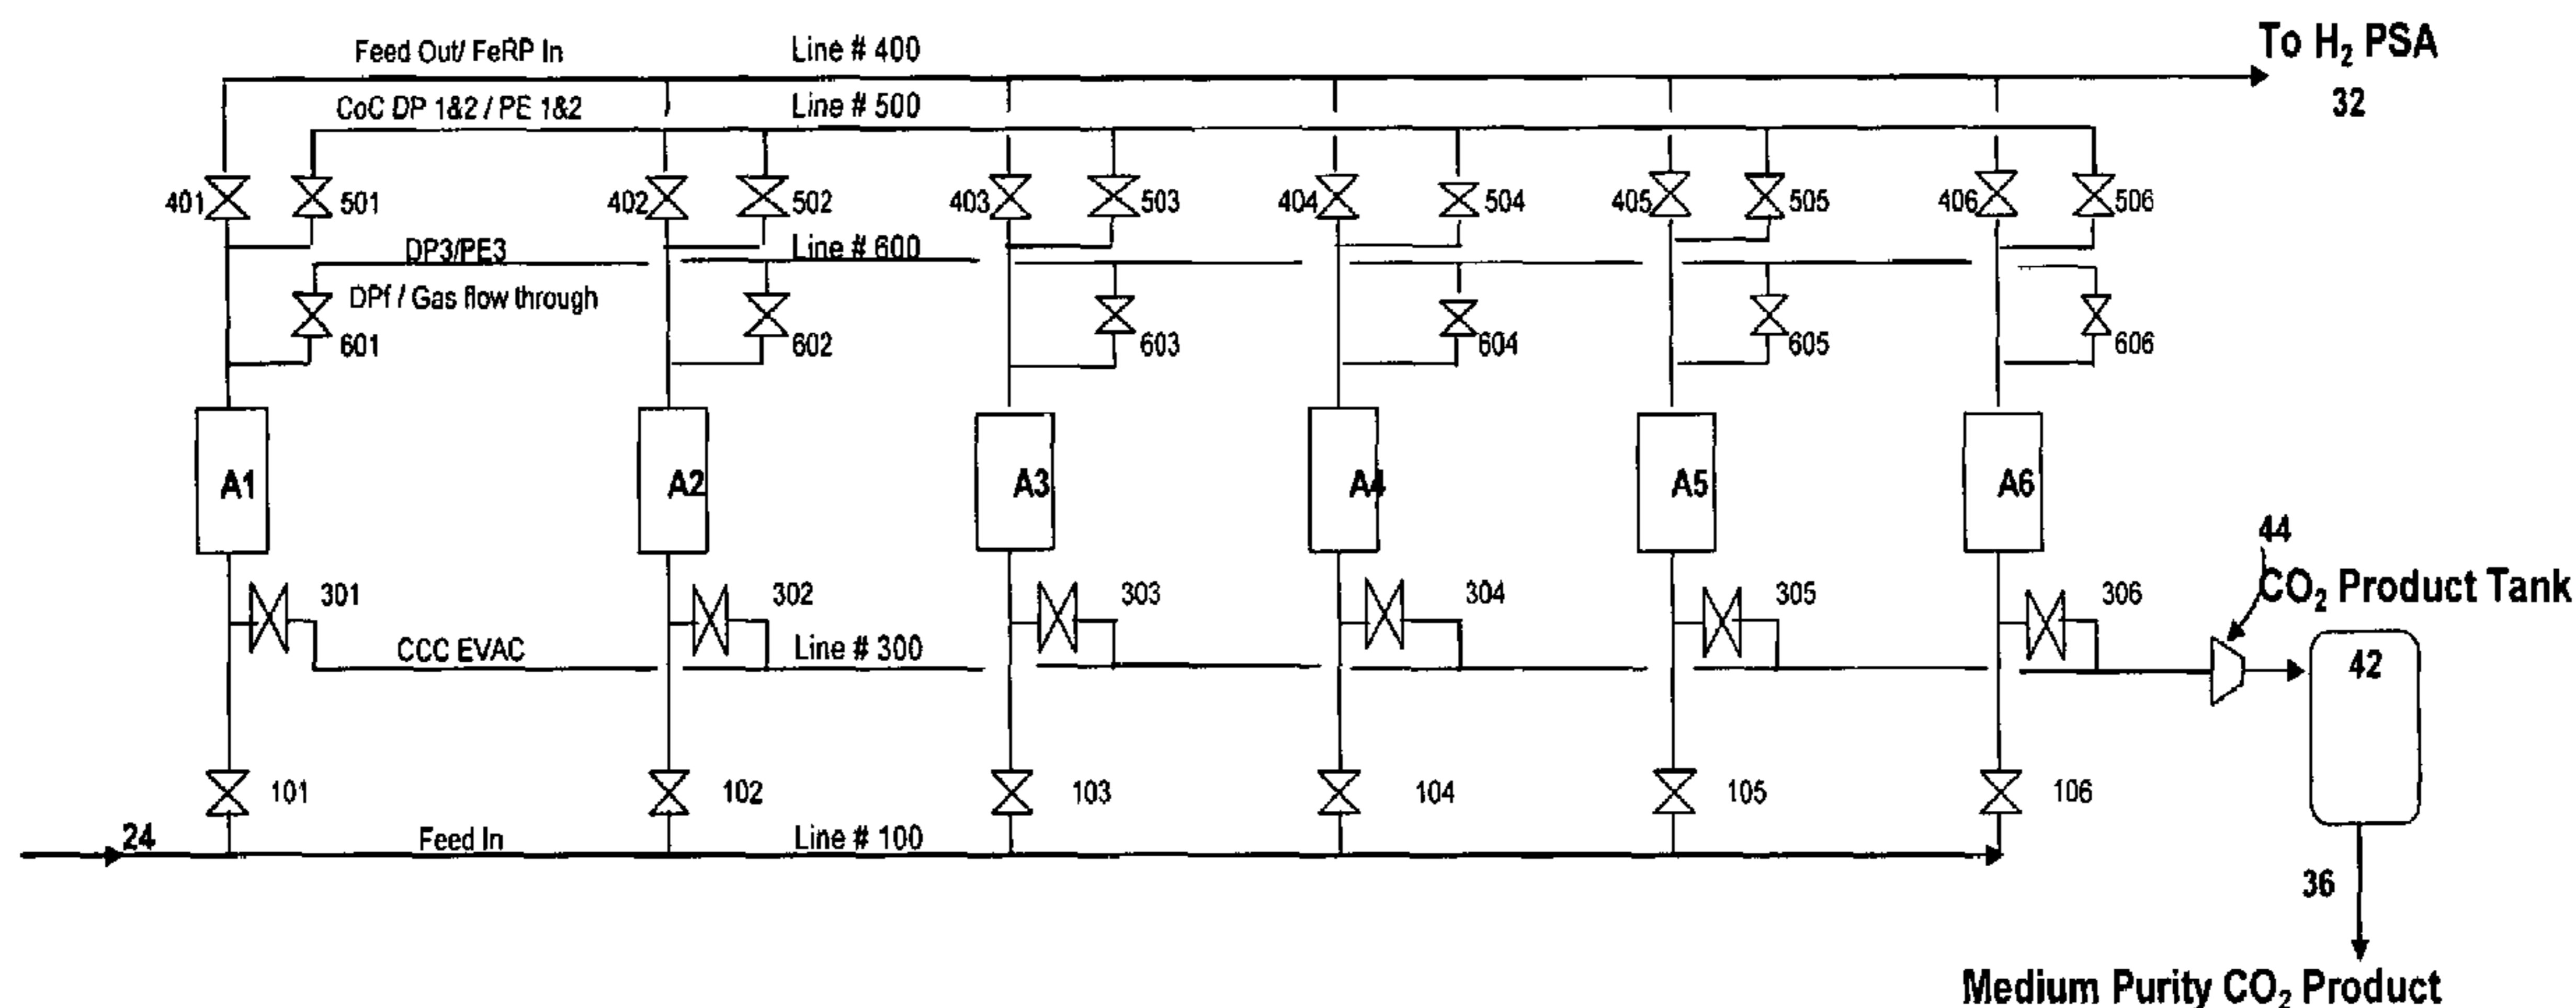 Feed Out/ FeRP In Line # 400 To H₂ PSA
32
CoC DP 1&2 / PE 1&2 Line # 500
401 501 402 502 403 503 404 504 405 505 406 506
DP3/PE3 Line # 600
DPf / Gas flow through
601 602 603 604 605 606
A1 A2 A3 A4 A5 A6
44
301 302 303 304 305 306 CO₂ Product Tank
CCC EVAC Line # 300 42
101 102 103 104 105 106
24 Feed In Line # 100
36
Medium Purity CO₂ Product